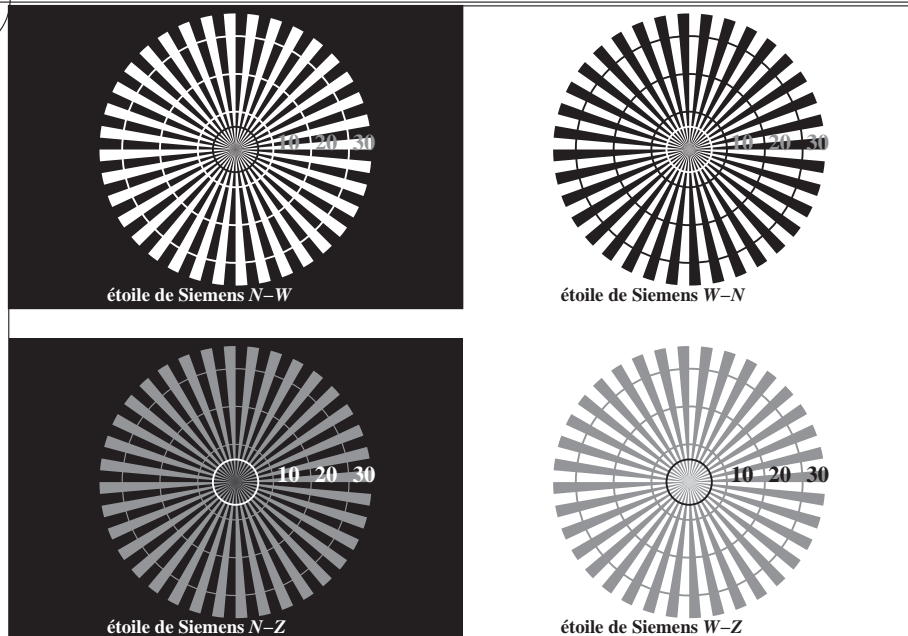 10 20 30
étoile de Siemens N–W
10 20 30
étoile de Siemens W–N
10 20 30
étoile de Siemens N–Z
10 20 30
étoile de Siemens W–Z